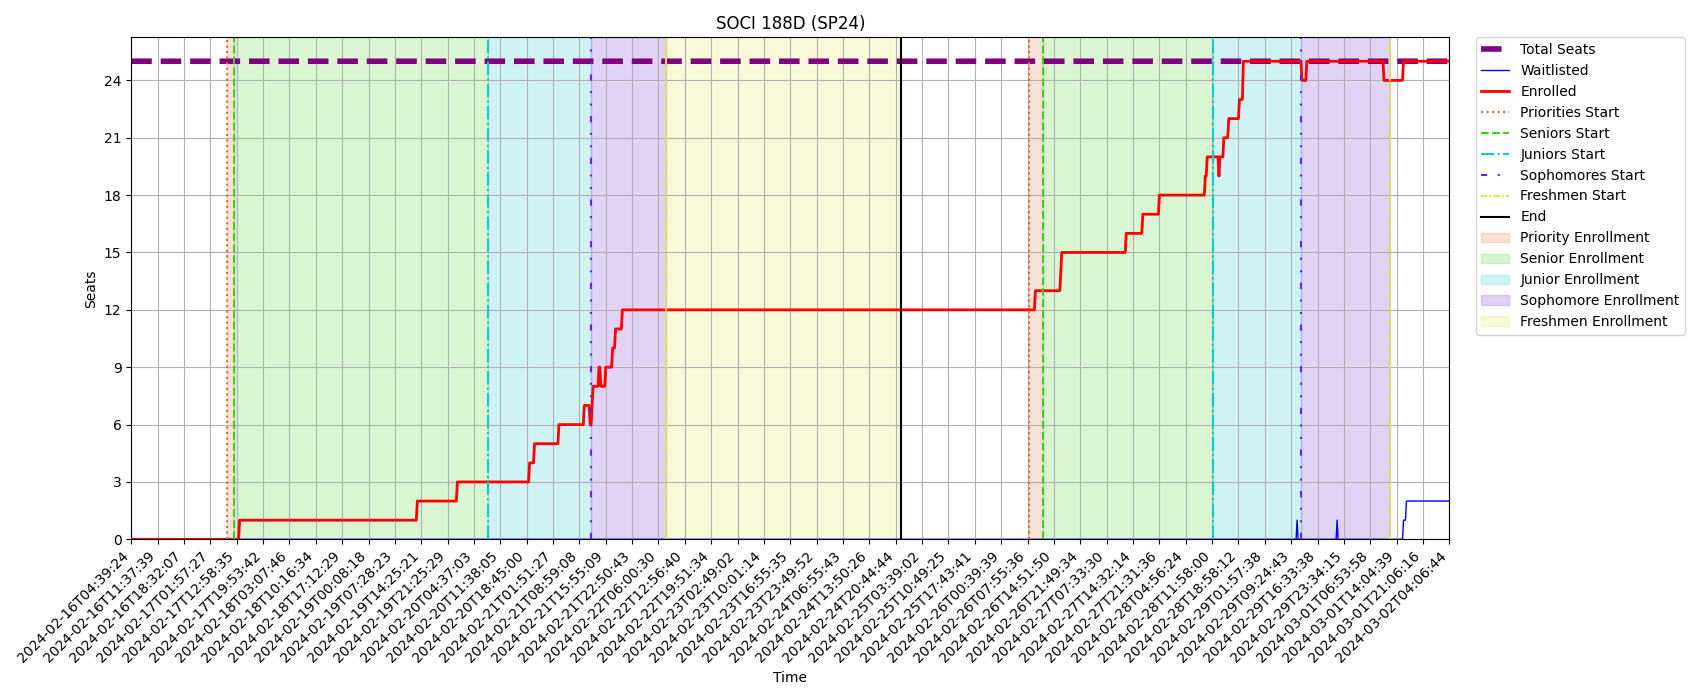 SOCI 188D (SP24)
Seats
24
21
18
15
12
9
6
3
0
2024-02-16T04:39:24
2024-02-16T11:37:39
2024-02-16T18:32:07
2024-02-17T01:57:27
2024-02-17T12:58:35
2024-02-17T19:53:42
2024-02-18T03:07:46
2024-02-18T10:16:34
2024-02-18T17:12:29
2024-02-19T00:08:18
2024-02-19T07:28:23
2024-02-19T14:25:21
2024-02-19T21:25:29
2024-02-20T04:37:03
2024-02-20T11:38:05
2024-02-20T18:45:00
2024-02-21T01:51:27
2024-02-21T08:59:08
2024-02-21T15:55:09
2024-02-21T22:50:43
2024-02-22T06:00:30
2024-02-22T12:56:40
2024-02-22T19:51:34
2024-02-23T02:49:02
2024-02-23T10:01:14
2024-02-23T16:55:35
2024-02-23T23:49:52
2024-02-24T06:55:43
2024-02-24T13:50:26
2024-02-24T20:44:44
2024-02-25T03:39:02
2024-02-25T10:49:25
2024-02-25T17:43:41
2024-02-26T00:39:39
2024-02-26T07:55:36
2024-02-26T14:51:50
2024-02-26T21:49:34
2024-02-27T07:33:30
2024-02-27T14:32:14
2024-02-27T21:31:36
2024-02-28T04:56:24
2024-02-28T11:58:00
2024-02-28T18:58:12
2024-02-29T01:57:38
2024-02-29T09:24:43
2024-02-29T16:33:38
2024-02-29T23:34:15
2024-03-01T06:53:58
2024-03-01T14:04:39
2024-03-01T21:06:16
2024-03-02T04:06:44
Time
Total Seats
Waitlisted
Enrolled
Priorities Start
Seniors Start
Juniors Start
Sophomores Start
Freshmen Start
End
Priority Enrollment
Senior Enrollment
Junior Enrollment
Sophomore Enrollment
Freshmen Enrollment